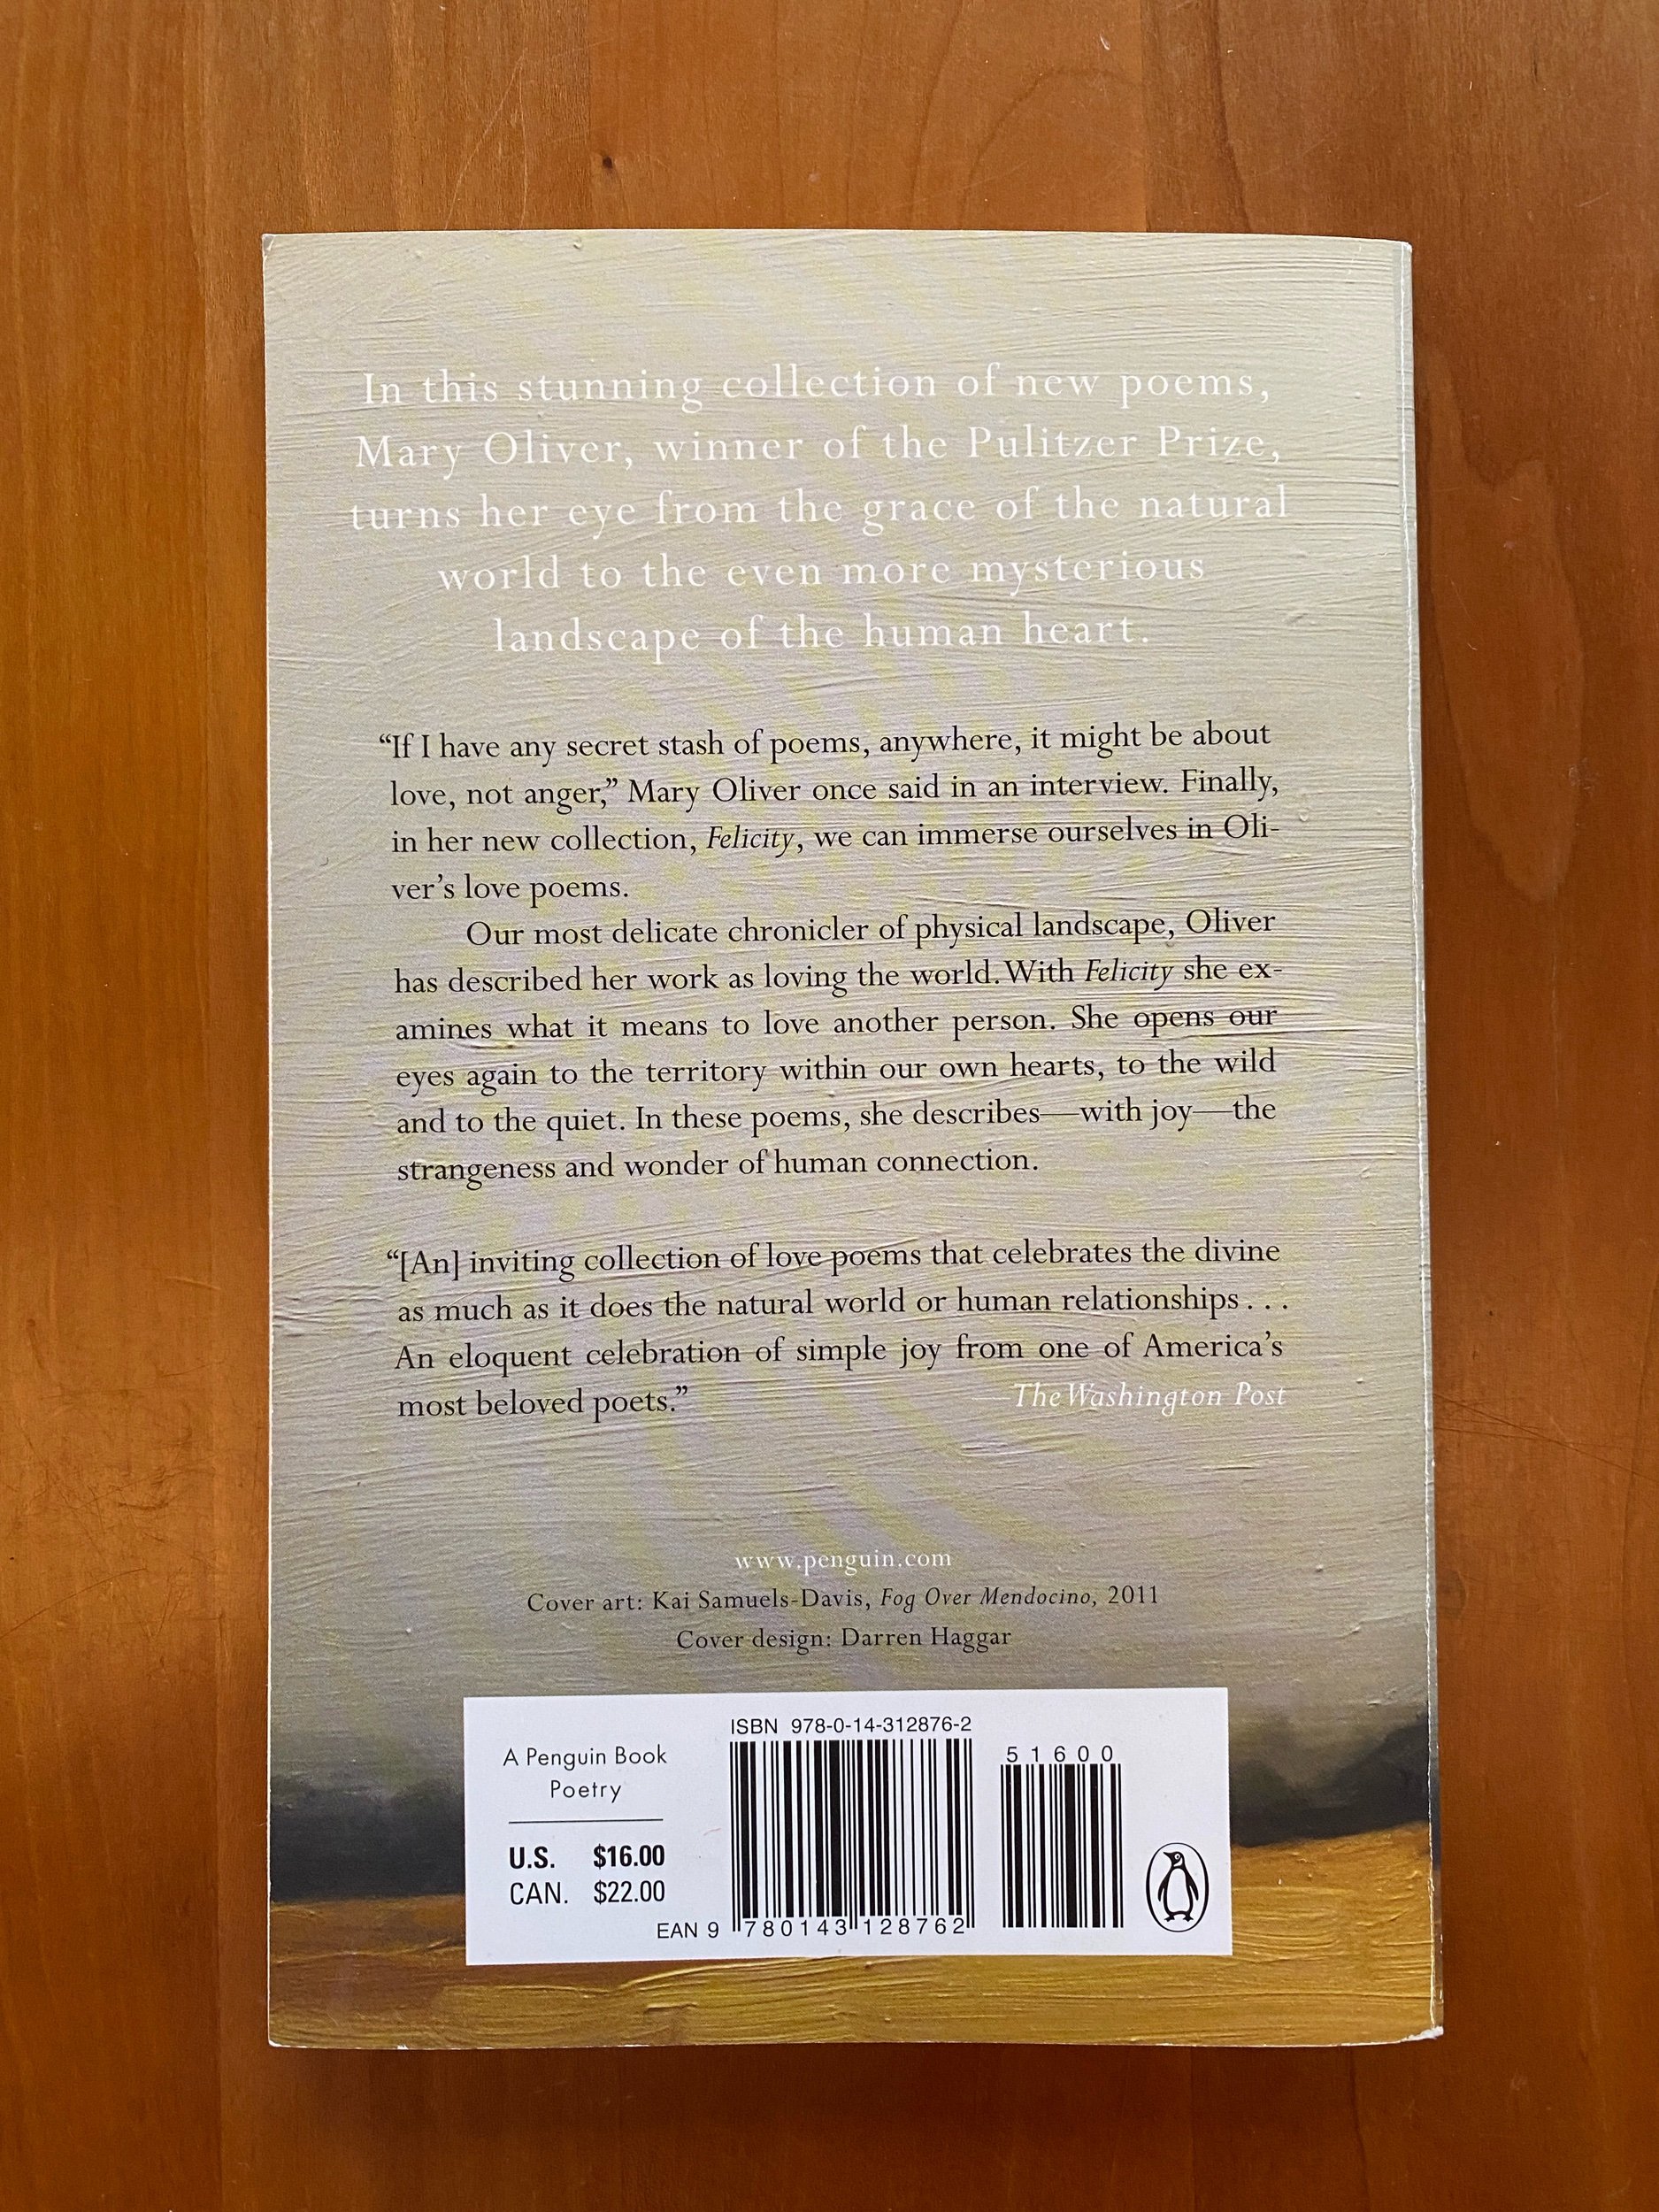 In this stunning collection of new poems,
Mary Oliver, winner of the Pulitzer Prize,
turns her eye from the grace of the natural
world to the even more mysterious
landscape of the human heart.
“If I have any secret stash of poems, anywhere, it might be about
love, not anger,” Mary Oliver once said in an interview. Finally,
in her new collection, Felicity, we can immerse ourselves in Oli-
ver’s love poems.
Our most delicate chronicler of physical landscape, Oliver
has described her work as loving the world. With Felicity she ex-
amines what it means to love another person. She opens our
eyes again to the territory within our own hearts, to the wild
and to the quiet. In these poems, she describes—with joy—the
strangeness and wonder of human connection.
“[An] inviting collection of love poems that celebrates the divine
as much as it does the natural world or human relationships . . .
An eloquent celebration of simple joy from one of America’s
most beloved poets.” —The Washington Post
www.penguin.com
Cover art: Kai Samuels-Davis, Fog Over Mendocino, 2011
Cover design: Darren Haggar
A Penguin Book
Poetry
U.S. $16.00
CAN. $22.00
ISBN 978-0-14-312876-2
EAN 9 780143 128762
51600